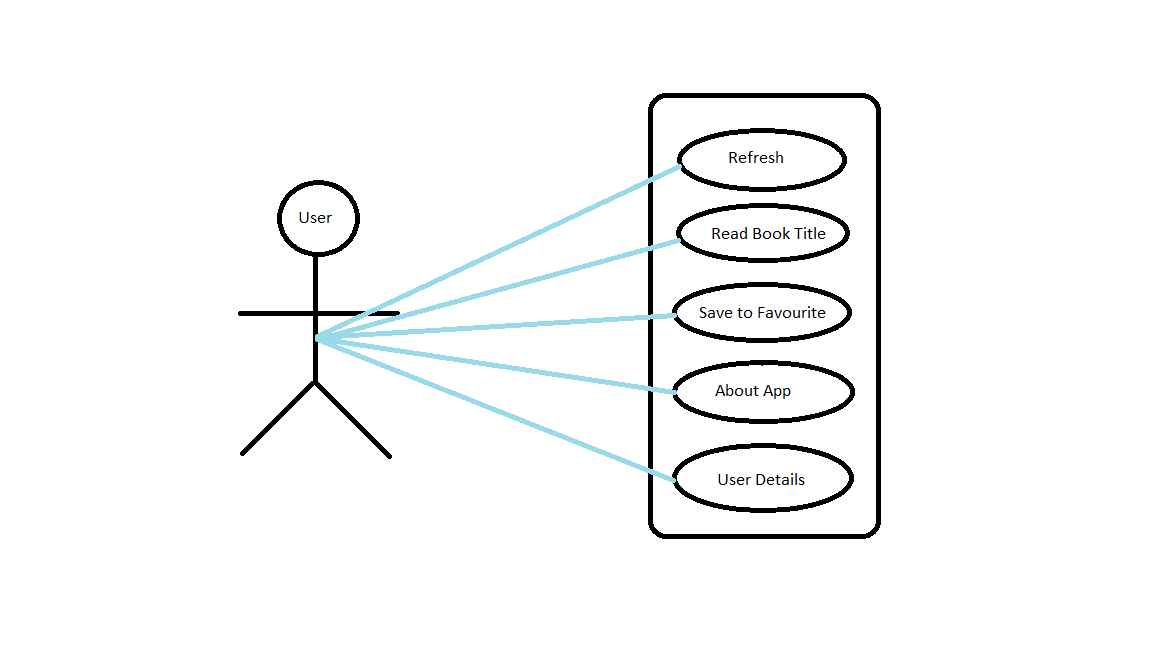 User
Refresh
Read Book Title
Save to Favourite
About App
User Details